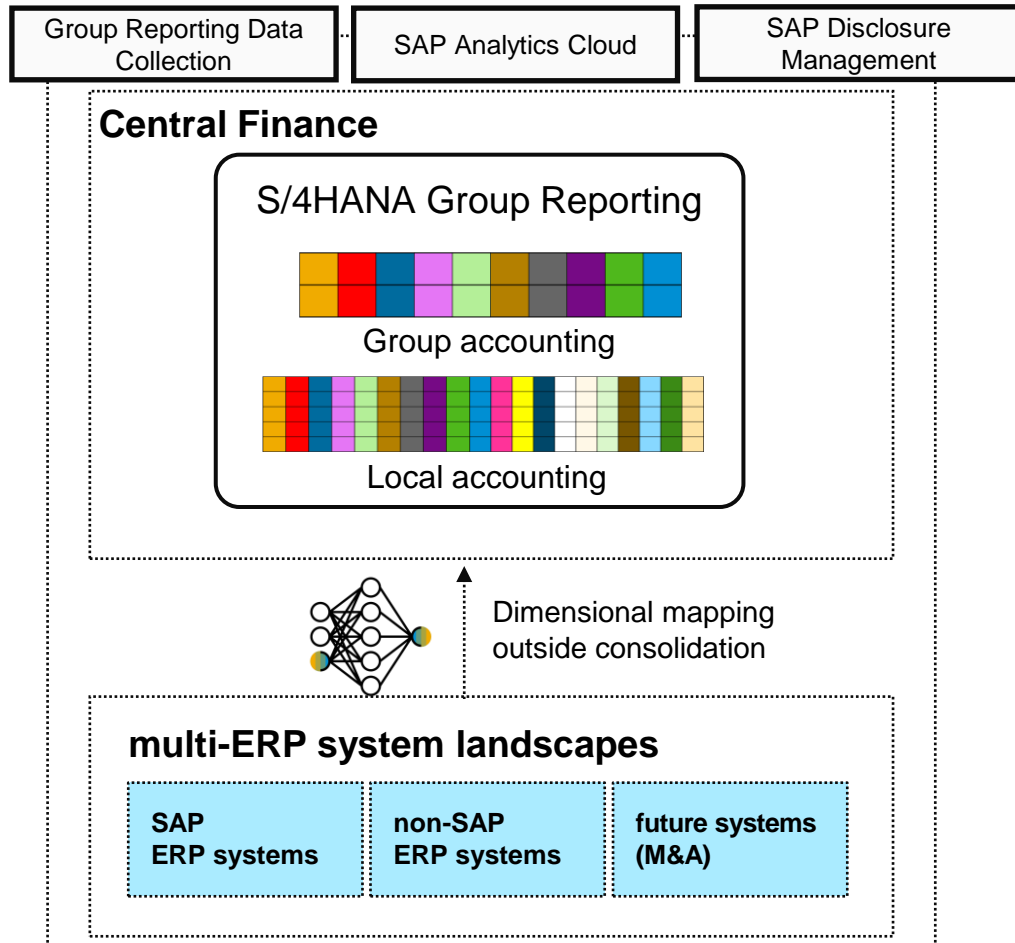 Group Reporting Data
Collection
SAP Analytics Cloud
SAP Disclosure
Management
Central Finance
S/4HANA Group Reporting
Group accounting
Local accounting
Dimensional mapping
outside consolidation
multi-ERP system landscapes
SAP
ERP systems
non-SAP
ERP systems
future systems
(M&A)